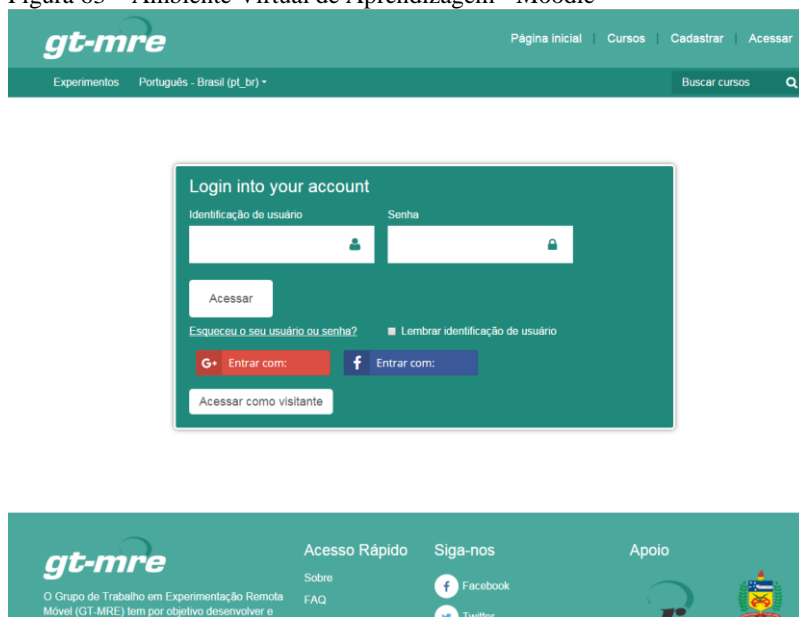 Figura 63 – Ambiente Virtual de Aprendizagem - Moodle
gt-mre
Página inicial | Cursos | Cadastrar | Acessar
Experimentos Português - Brasil (pt_br)
Buscar cursos
Login into your account
Identificação de usuário Senha
Acessar
Esqueceu o seu usuário ou senha? Lembrar identificação de usuário
G+ Entrar com: f Entrar com:
Acessar como visitante
gt-mre
Acesso Rápido Siga-nos Apoio
Sobre
f Facebook
O Grupo de Trabalho em Experimentação Remota FAQ
Móvel (GT-MRE) tem por objetivo desenvolver e
Twitter